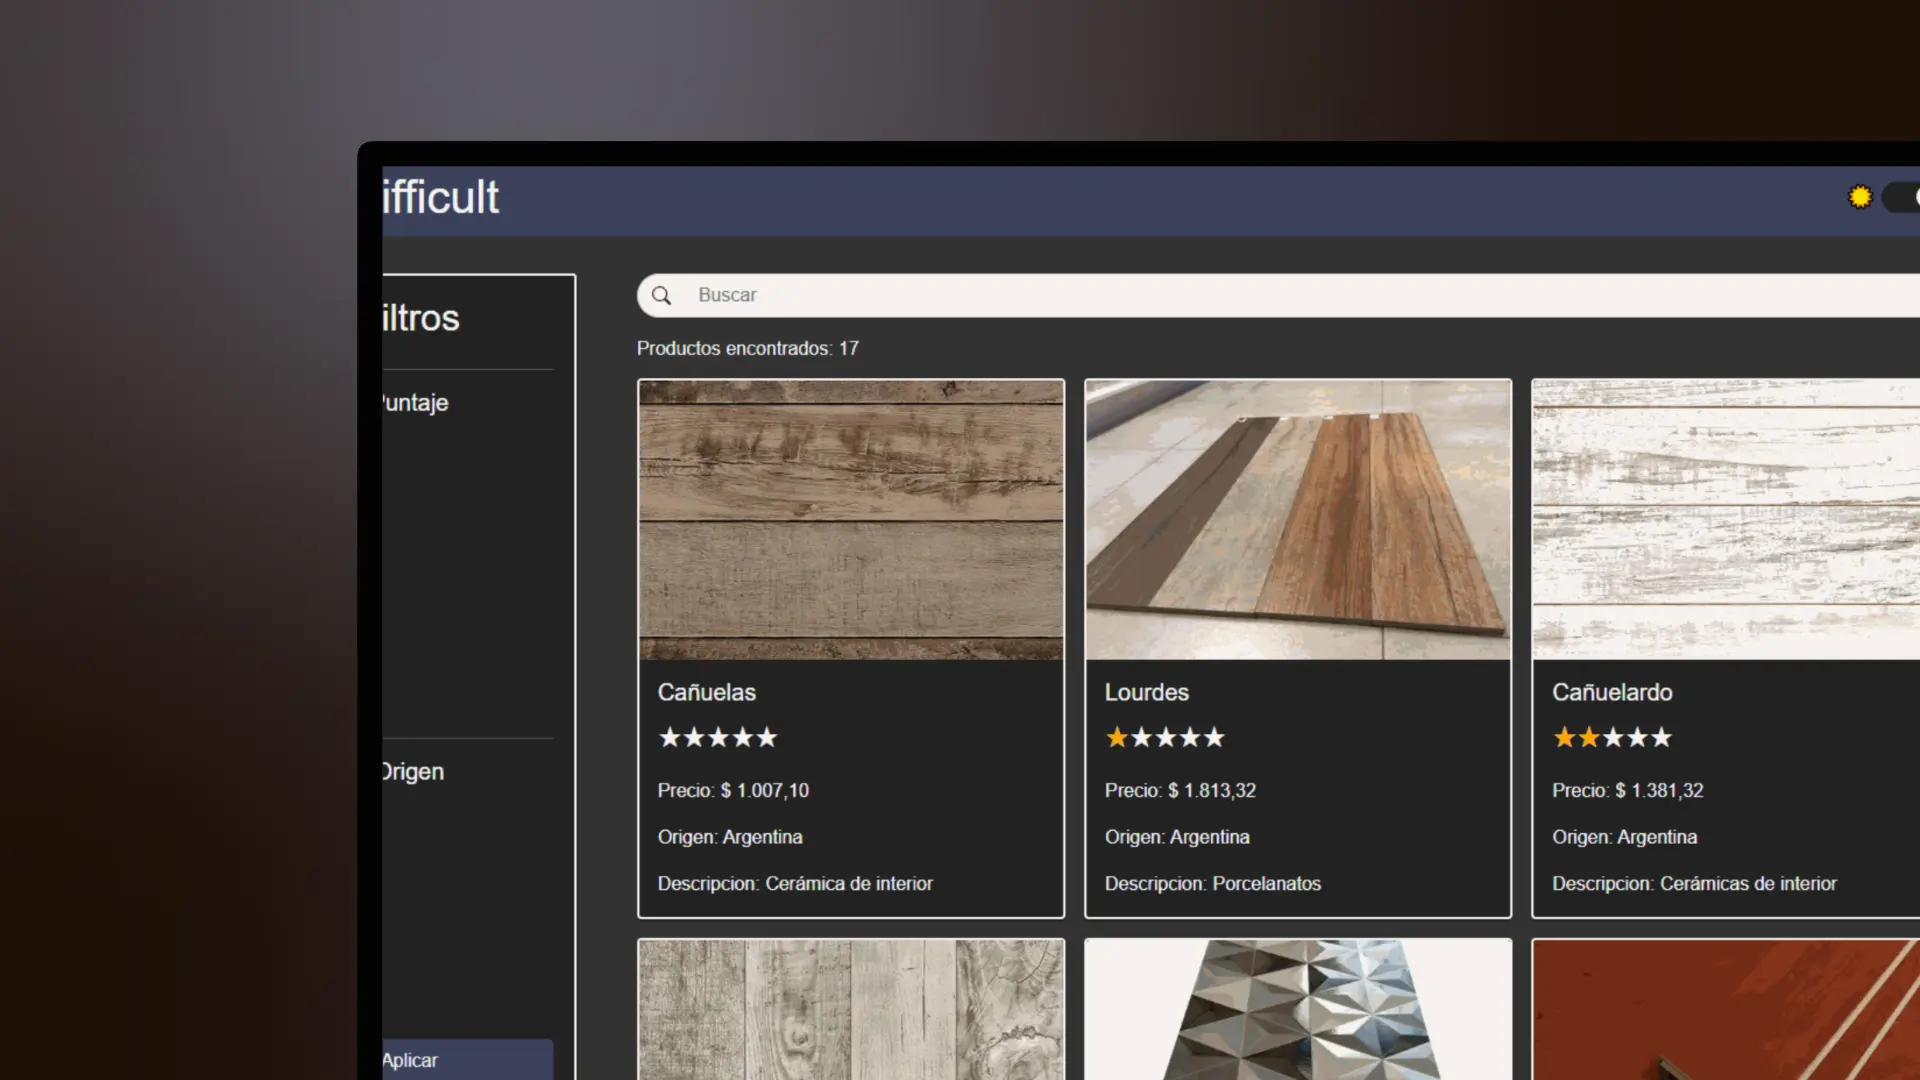 ifficult
iltros
Puntaje
Origen
Aplicar
Buscar
Productos encontrados: 17
Cañuelas
Precio: $ 1.007,10
Origen: Argentina
Descripcion: Cerámica de interior
Lourdes
Precio: $ 1.813,32
Origen: Argentina
Descripcion: Porcelanatos
Cañuelardo
Precio: $ 1.381,32
Origen: Argentina
Descripcion: Cerámicas de interior